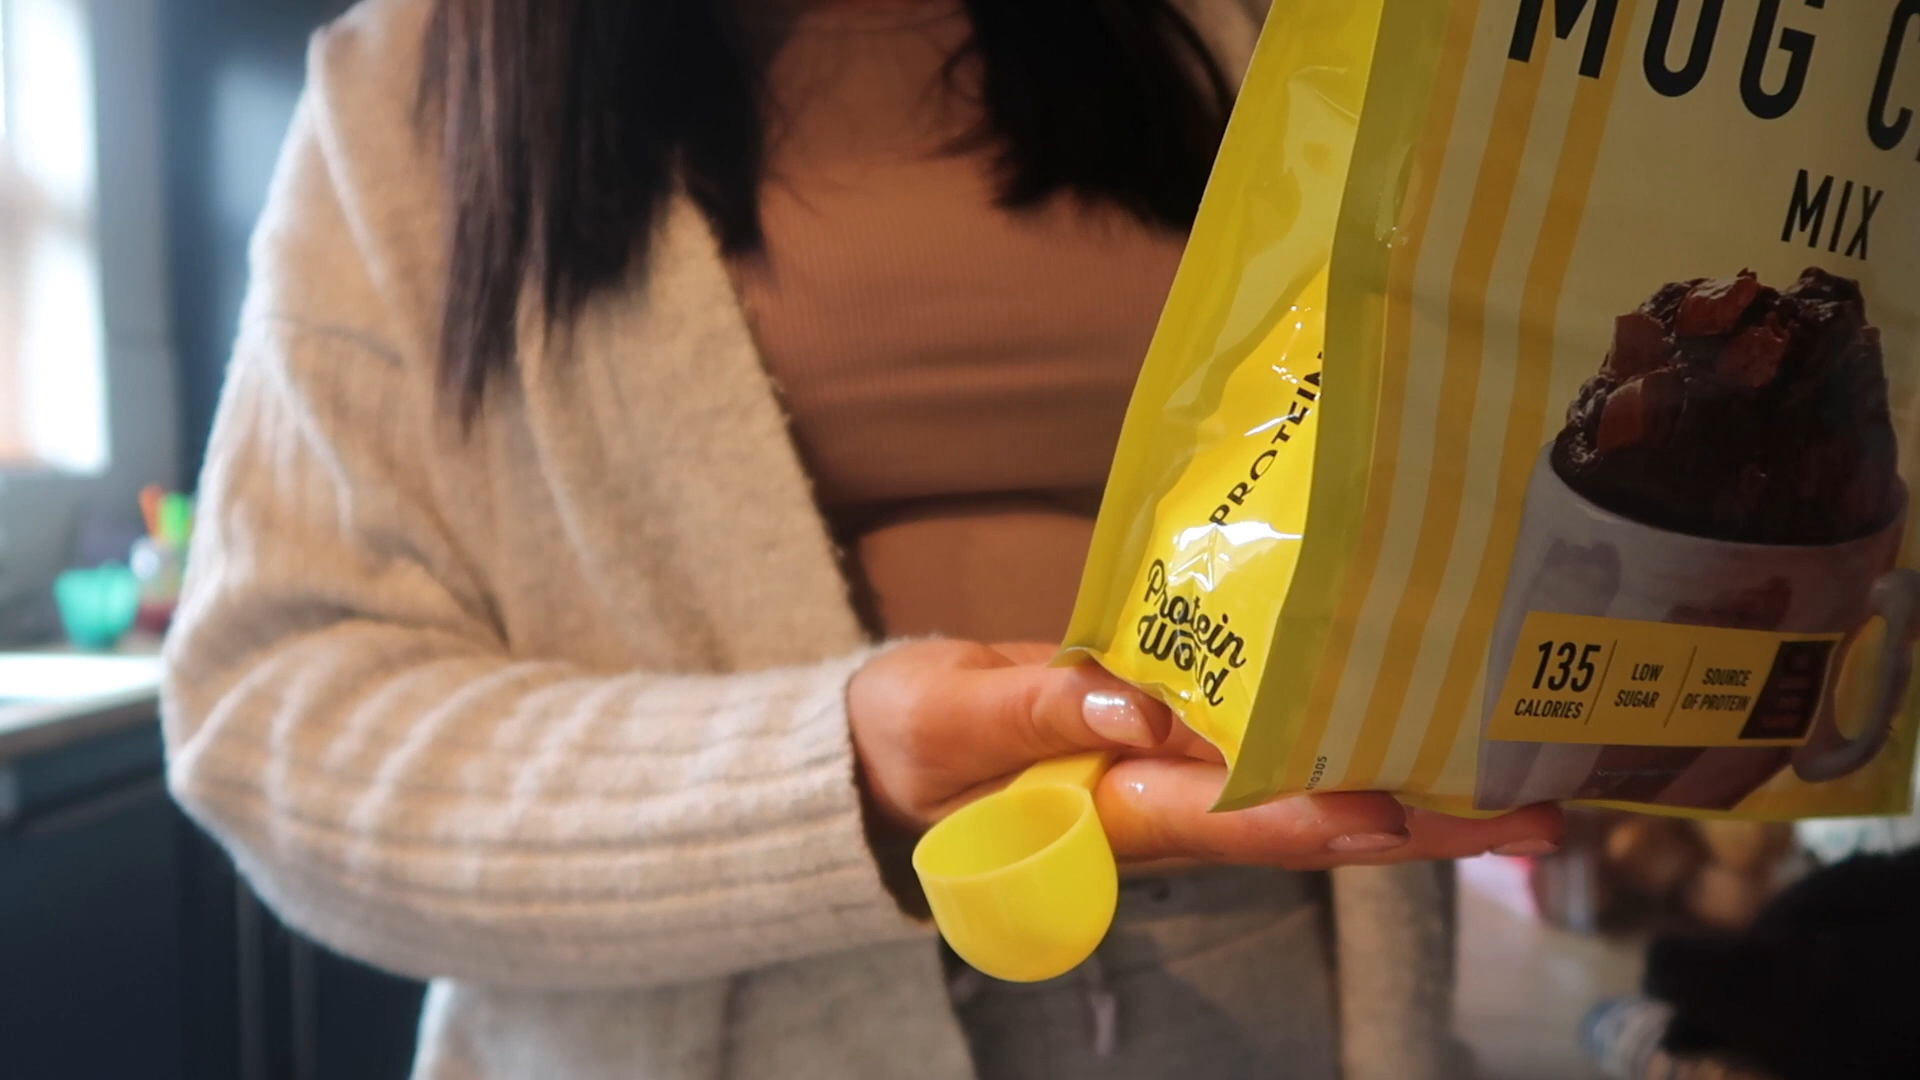 MUG
MIX
PROTEIN
Protein
World
135
CALORIES
LOW
SUGAR
SOURCE
OF PROTEIN